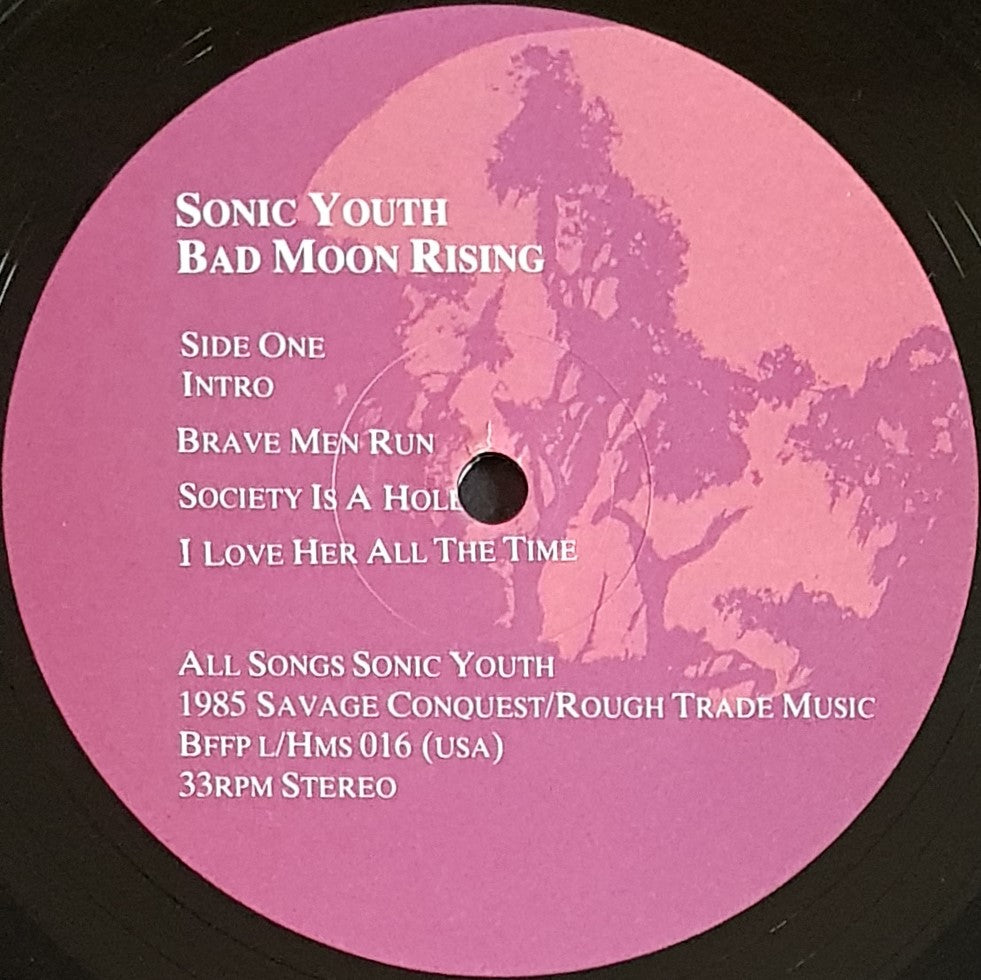 SONIC YOUTH
BAD MOON RISING
SIDE ONE
INTRO
BRAVE MEN RUN
SOCIETY IS A HOLE
I LOVE HER ALL THE TIME
ALL SONGS SONIC YOUTH
1985 SAVAGE CONQUEST/ROUGH TRADE MUSIC
BFFP L/HMS 016 (USA)
33RPM STEREO